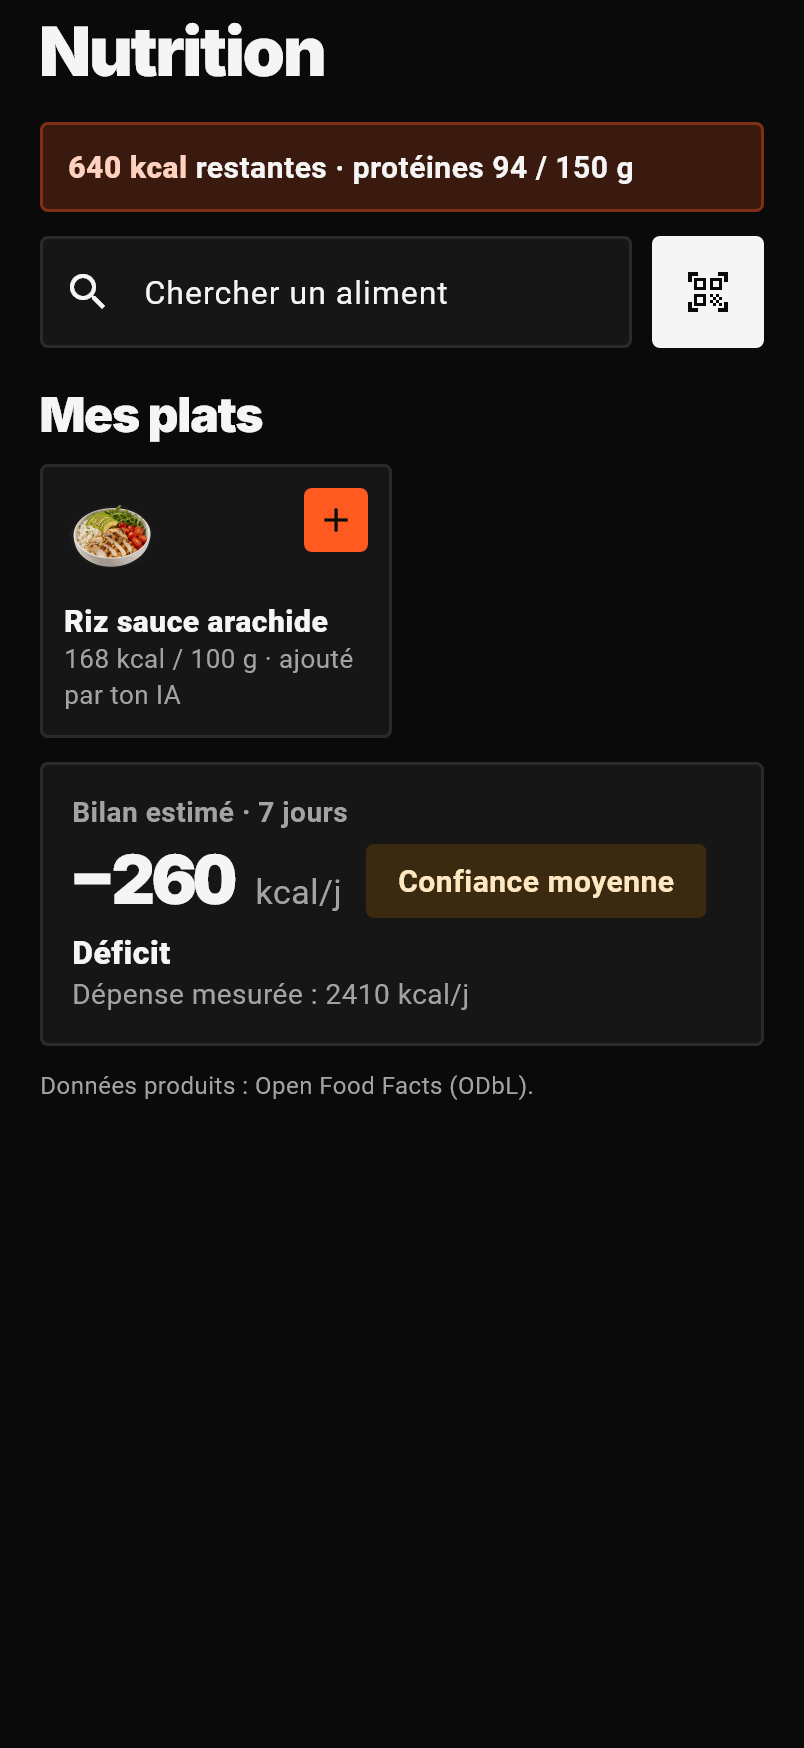 Nutrition
640 kcal restantes · protéines 94 / 150 g
Chercher un aliment
Mes plats
Riz sauce arachide
168 kcal / 100 g · ajouté
par ton IA
Bilan estimé · 7 jours
−260 kcal/j Confiance moyenne
Déficit
Dépense mesurée : 2410 kcal/j
Données produits : Open Food Facts (ODbL).